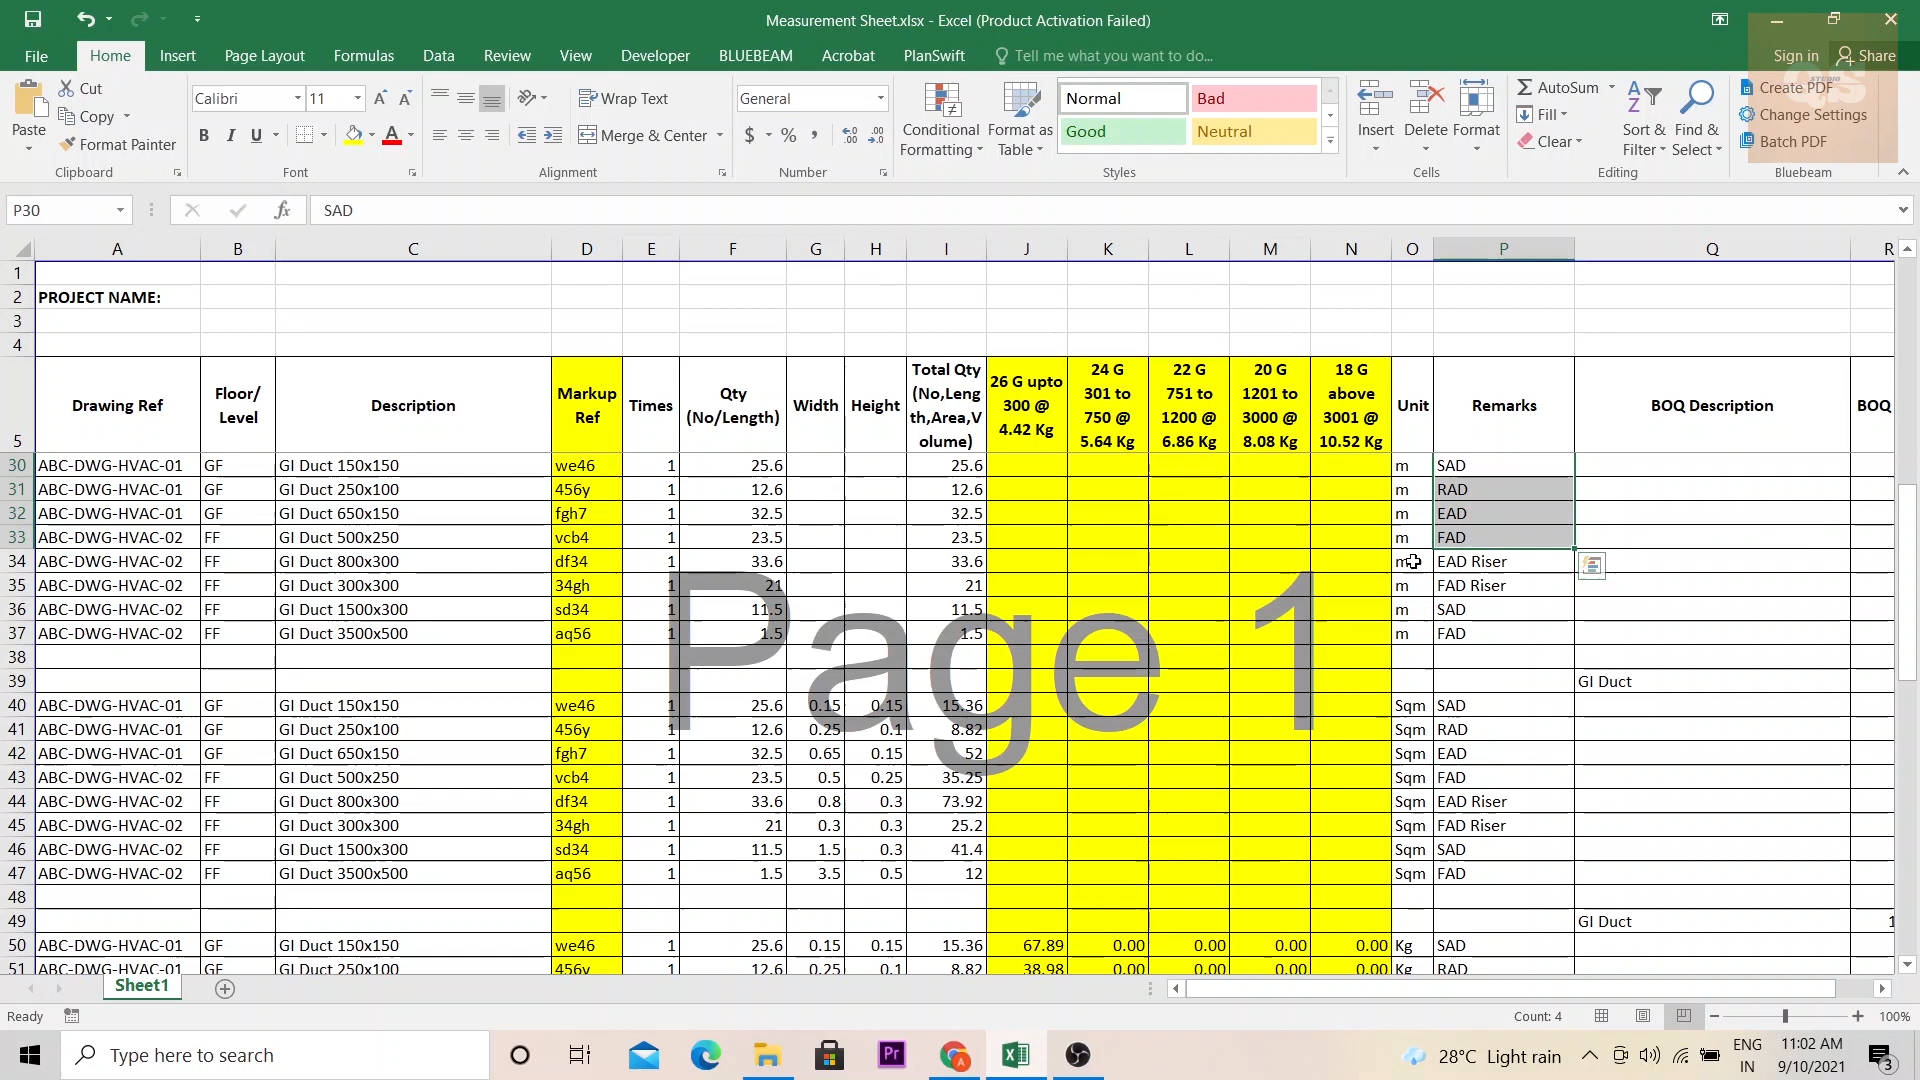 Measurement Sheet.xlsx - Excel (Product Activation Failed)
File Home Insert Page Layout Formulas Data Review View Developer BLUEBEAM Acrobat PlanSwift Tell me what you want to do... Sign in Share
STUDIO
QS
Paste Cut Copy Format Painter Clipboard
Calibri 11 B I U A A A Font
Wrap Text Merge & Center Alignment
General $ % , Number
Conditional Formatting Format as Table Normal Bad Good Neutral Styles
Insert Delete Format Cells
AutoSum Fill Clear Sort & Filter Find & Select Editing
Create PDF Change Settings Batch PDF Bluebeam
P30 fx SAD
A B C D E F G H I J K L M N O P Q R
1
2 PROJECT NAME:
3
4
5 Drawing Ref Floor/ Level Description Markup Ref Times Qty (No/Length) Width Height Total Qty (No,Leng th,Area,V olume) 26 G upto 300 @ 4.42 Kg 24 G 301 to 750 @ 5.64 Kg 22 G 751 to 1200 @ 6.86 Kg 20 G 1201 to 3000 @ 8.08 Kg 18 G above 3001 @ 10.52 Kg Unit Remarks BOQ Description BOQ
30 ABC-DWG-HVAC-01 GF GI Duct 150x150 we46 1 25.6 25.6 m SAD
31 ABC-DWG-HVAC-01 GF GI Duct 250x100 456y 1 12.6 12.6 m RAD
32 ABC-DWG-HVAC-01 GF GI Duct 650x150 fgh7 1 32.5 32.5 m EAD
33 ABC-DWG-HVAC-01 FF GI Duct 500x250 vcb4 1 23.5 23.5 m FAD
34 ABC-DWG-HVAC-02 FF GI Duct 800x300 df34 1 33.6 33.6 m EAD Riser
35 ABC-DWG-HVAC-02 FF GI Duct 300x300 34gh 1 21 21 m FAD Riser
36 ABC-DWG-HVAC-02 FF GI Duct 1500x300 sd34 1 11.5 11.5 m SAD
37 ABC-DWG-HVAC-02 FF GI Duct 3500x500 aq56 1 1.5 1.5 m FAD
Page 1
38
39 GI Duct
40 ABC-DWG-HVAC-01 GF GI Duct 150x150 we46 1 25.6 0.15 0.15 15.36 Sqm SAD
41 ABC-DWG-HVAC-01 GF GI Duct 250x100 456y 1 12.6 0.25 0.1 8.82 Sqm RAD
42 ABC-DWG-HVAC-01 GF GI Duct 650x150 fgh7 1 32.5 0.65 0.15 52 Sqm EAD
43 ABC-DWG-HVAC-02 FF GI Duct 500x250 vcb4 1 23.5 0.5 0.25 35.25 Sqm FAD
44 ABC-DWG-HVAC-02 FF GI Duct 800x300 df34 1 33.6 0.8 0.3 73.92 Sqm EAD Riser
45 ABC-DWG-HVAC-02 FF GI Duct 300x300 34gh 1 21 0.3 0.3 25.2 Sqm FAD Riser
46 ABC-DWG-HVAC-02 FF GI Duct 1500x300 sd34 1 11.5 1.5 0.3 41.4 Sqm SAD
47 ABC-DWG-HVAC-02 FF GI Duct 3500x500 aq56 1 1.5 3.5 0.5 12 Sqm FAD
48
49 GI Duct 1
50 ABC-DWG-HVAC-01 GF GI Duct 150x150 we46 1 25.6 0.15 0.15 15.36 67.89 0.00 0.00 0.00 0.00 Kg SAD
51 ABC-DWG-HVAC-01 GF GI Duct 250x100 456y 1 12.6 0.25 0.1 8.82 38.98 0.00 0.00 0.00 0.00 Kg RAD
Sheet1
Ready Count: 4 100%
Type here to search Pr A 28°C Light rain ENG IN 11:02 AM 9/10/2021 3